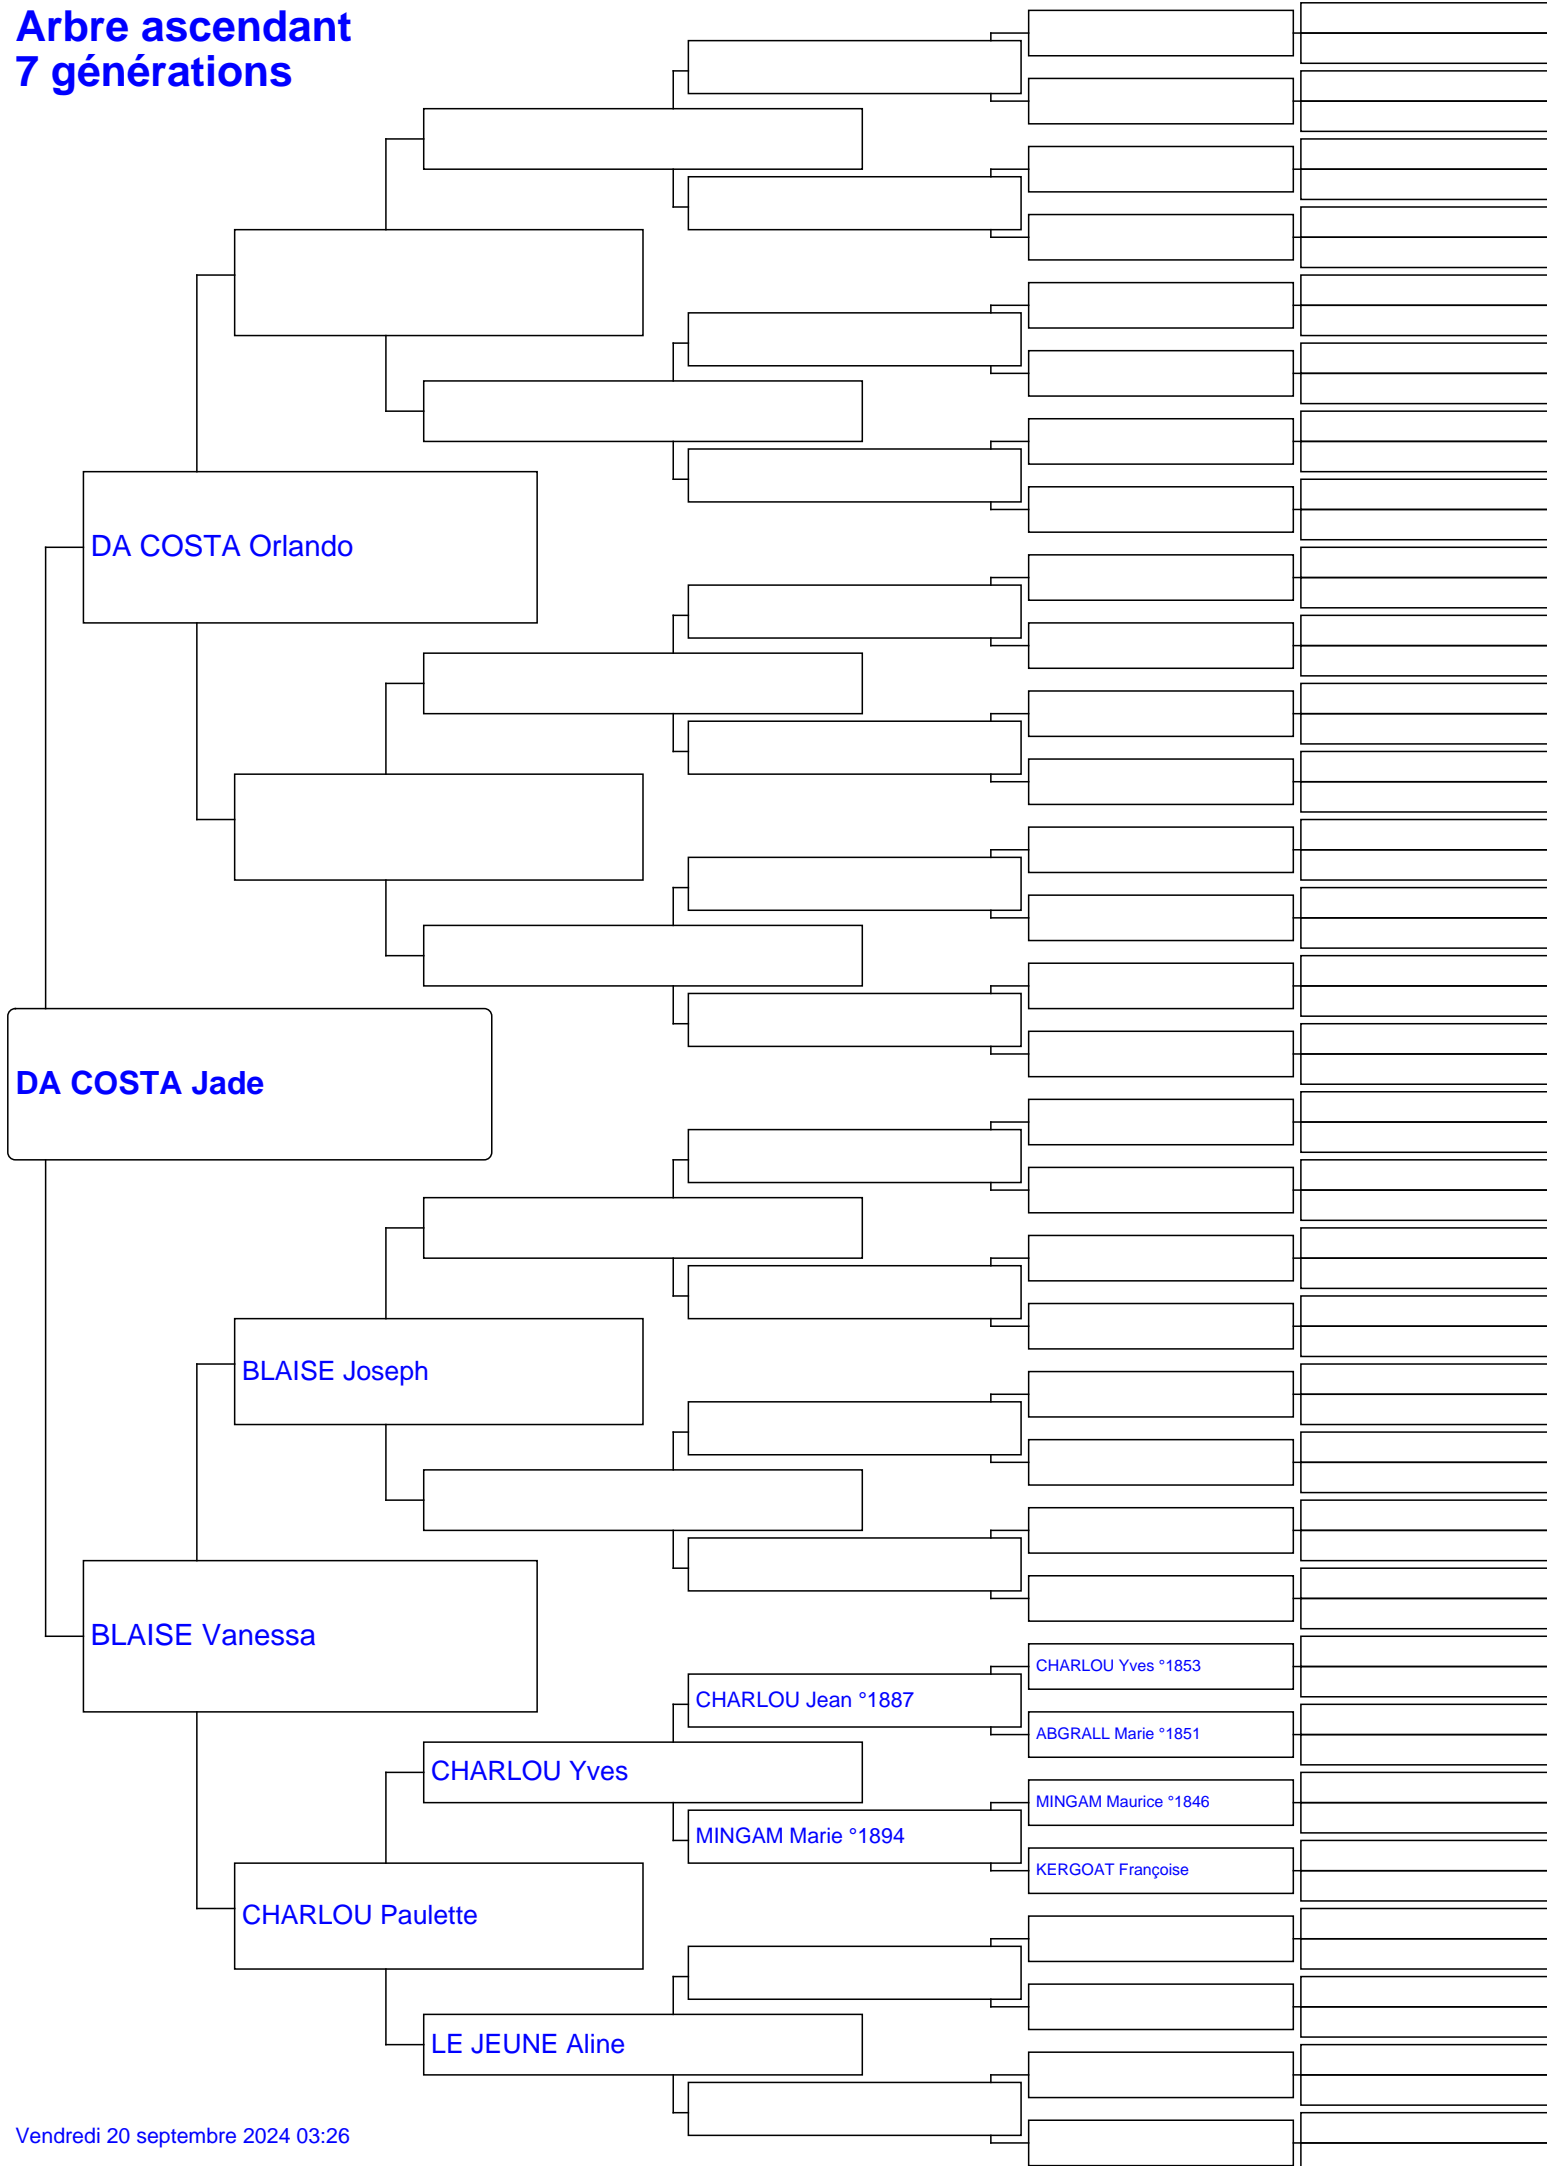 Arbre ascendant
7 générations
DA COSTA Orlando
DA COSTA Jade
BLAISE Joseph
BLAISE Vanessa
CHARLOU Yves °1853
CHARLOU Jean °1887
ABGRALL Marie °1851
CHARLOU Yves
MINGAM Maurice °1846
MINGAM Marie °1894
KERGOAT Françoise
CHARLOU Paulette
LE JEUNE Aline
Vendredi 20 septembre 2024 03:26